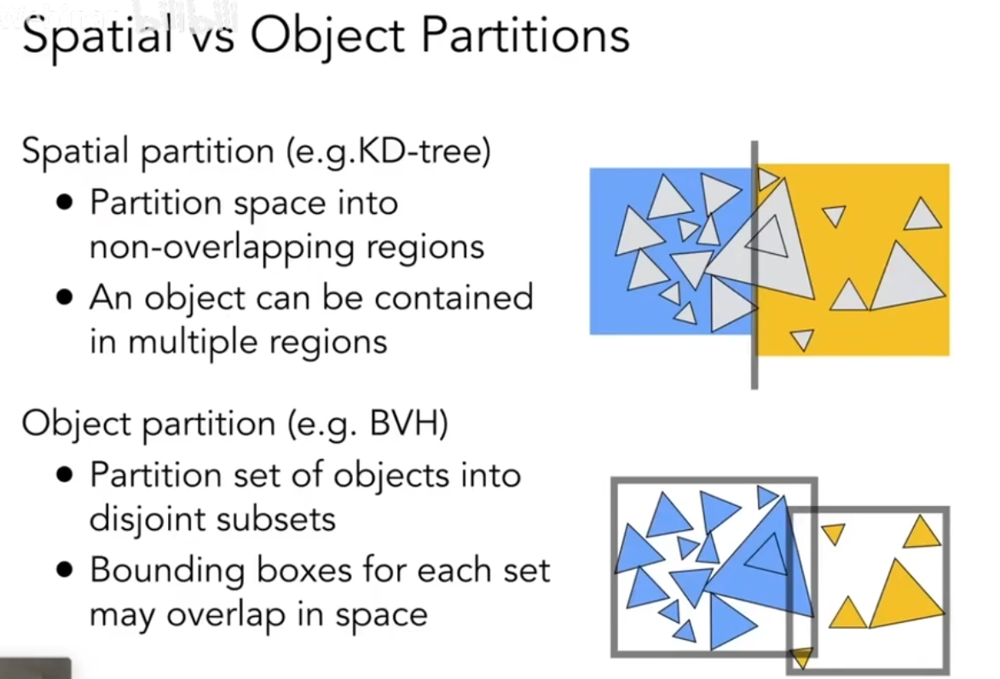 Spatial vs Object Partitions
Spatial partition (e.g.KD-tree)
● Partition space into
non-overlapping regions
● An object can be contained
in multiple regions
Object partition (e.g. BVH)
● Partition set of objects into
disjoint subsets
● Bounding boxes for each set
may overlap in space